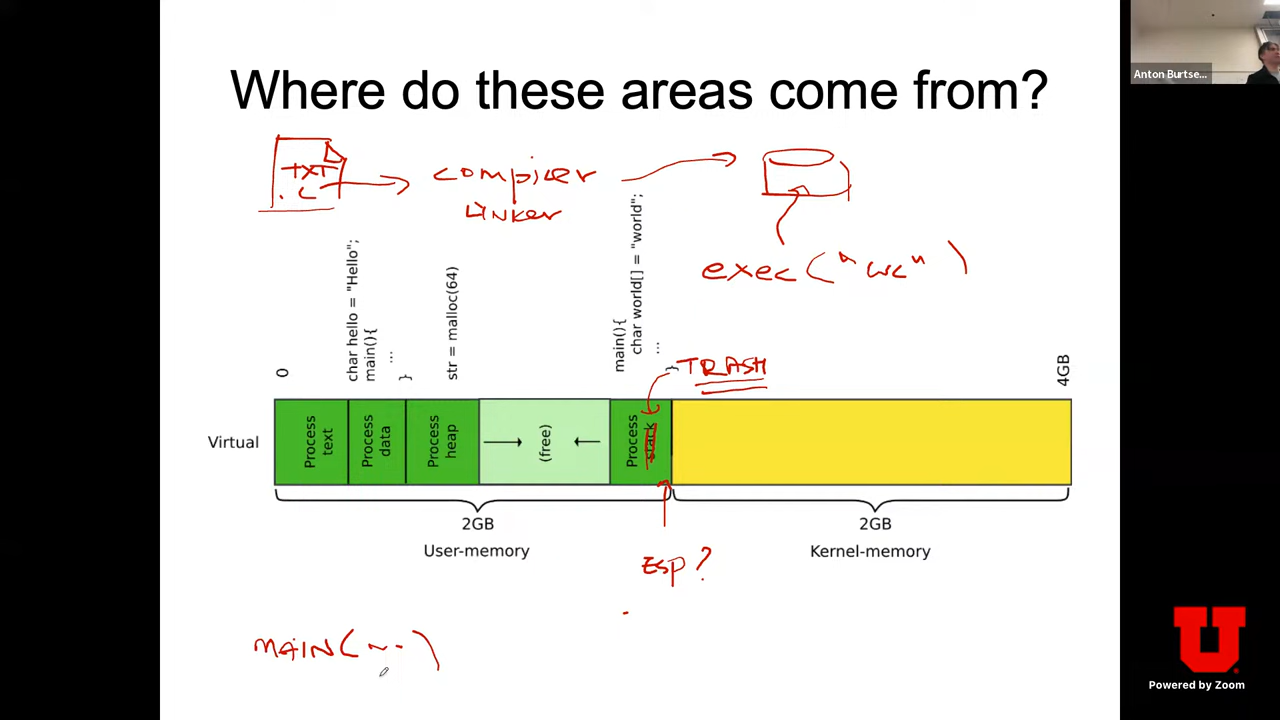 Where do these areas come from?
Anton Burtse...
TXT
.C
compiler
linker
exec("wc")
0
char hello = "Hello";
main(){
...
}
str = malloc(64)
main(){
char world[] = "world";
...
}
TRASH
4GB
Virtual
Process
text
Process
data
Process
heap
(free)
Process
stack
2GB
User-memory
2GB
Kernel-memory
ESP?
MAIN(~..)
U
Powered by Zoom